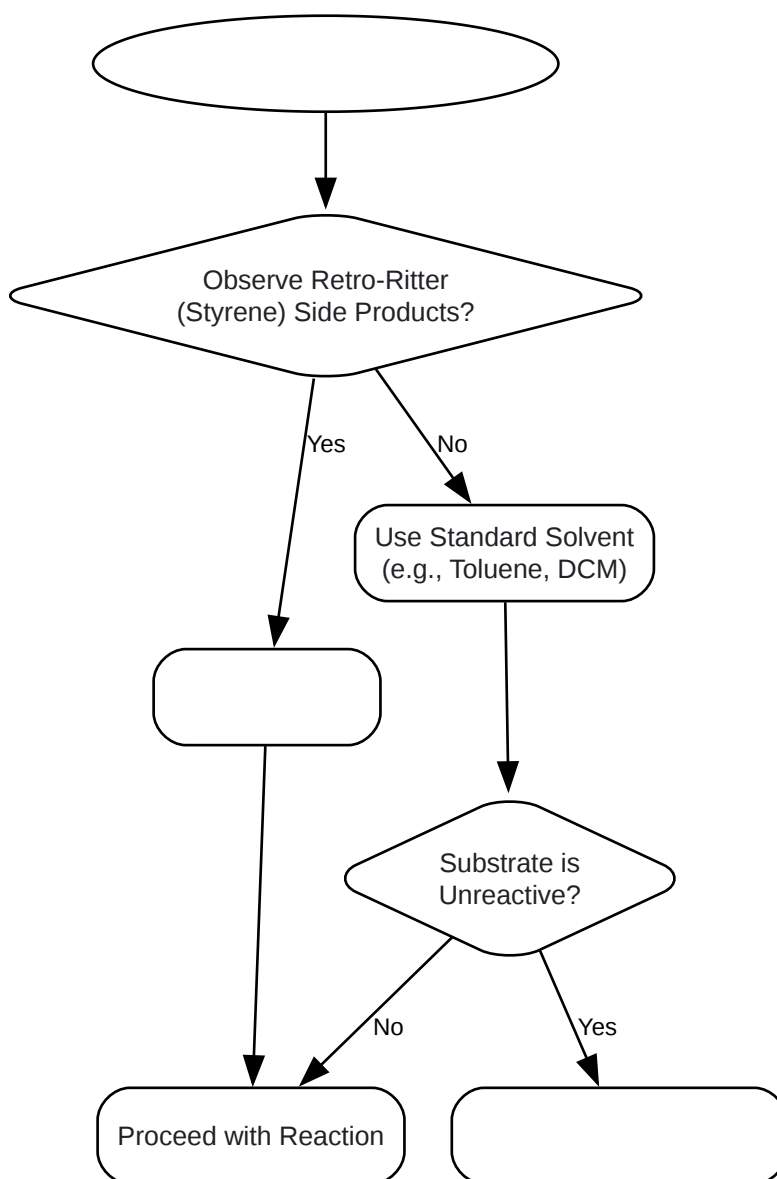 Observe Retro-Ritter
(Styrene) Side Products?
Yes
No
Use Standard Solvent
(e.g., Toluene, DCM)
Substrate is
Unreactive?
No
Yes
Proceed with Reaction